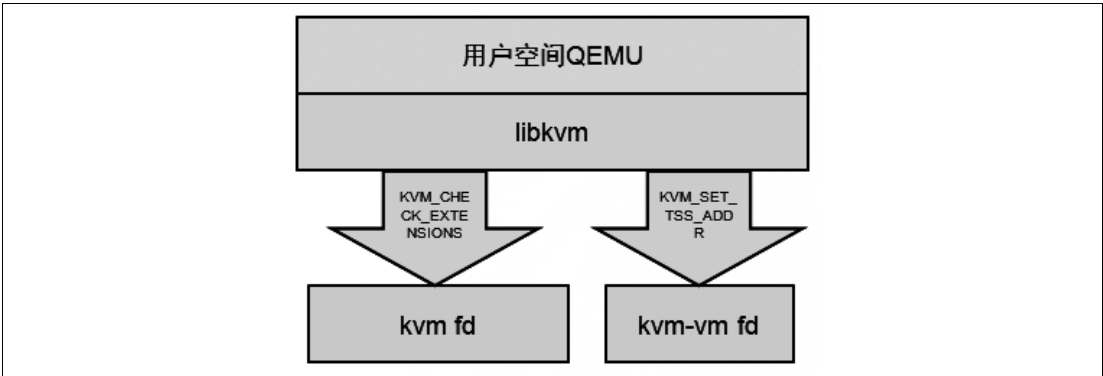 用户空间QEMU
libkvm
KVM_CHE
CK_EXTE
NSIONS
KVM_SET_
TSS_ADD
R
kvm fd
kvm-vm fd